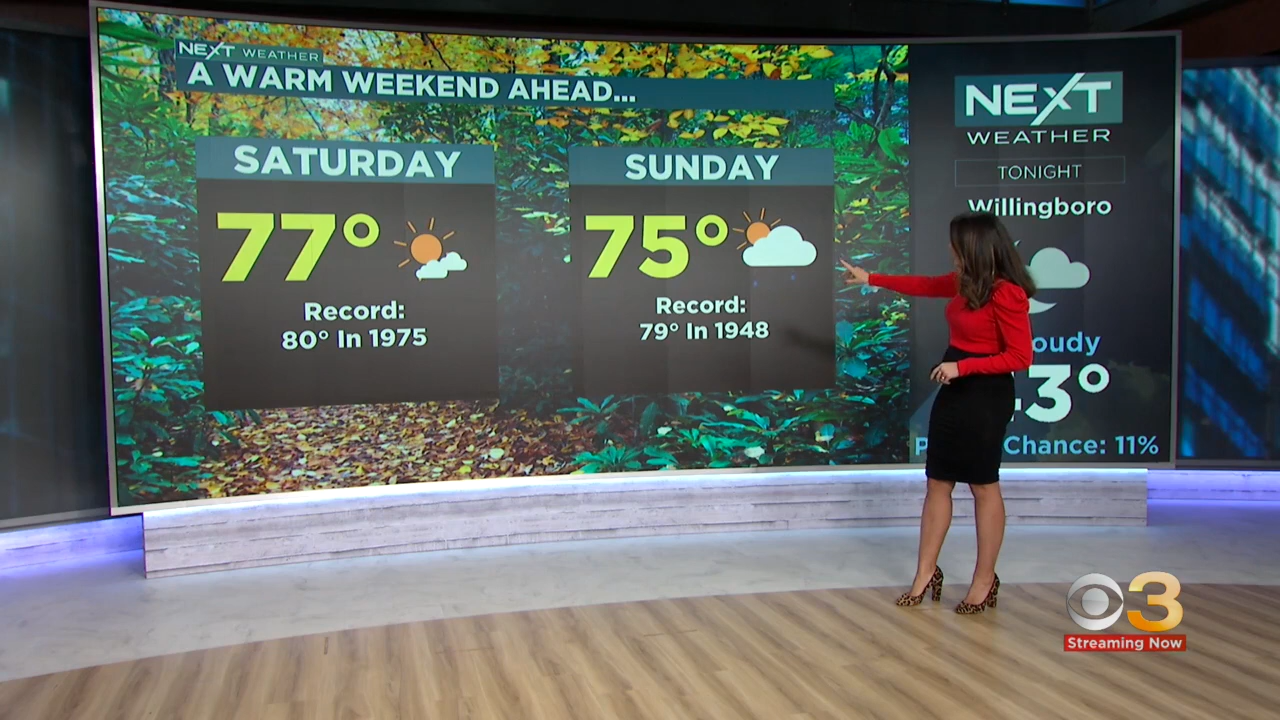 NEXT WEATHER
A WARM WEEKEND AHEAD...
SATURDAY
77°
Record:
80° In 1975
SUNDAY
75°
Record:
79° In 1948
NEXT
WEATHER
TONIGHT
Willingboro
3°
Chance: 11%
3
Streaming Now